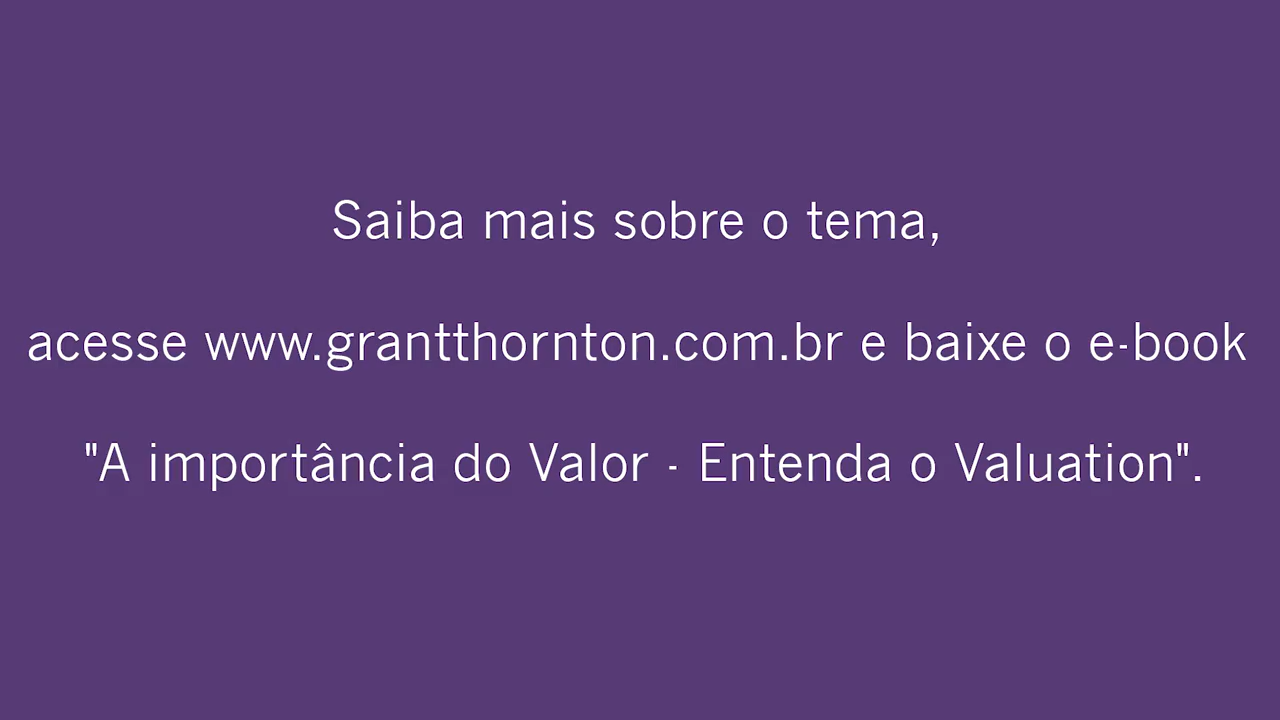 Saiba mais sobre o tema,
acesse www.grantthornton.com.br e baixe o e-book
"A importância do Valor - Entenda o Valuation".